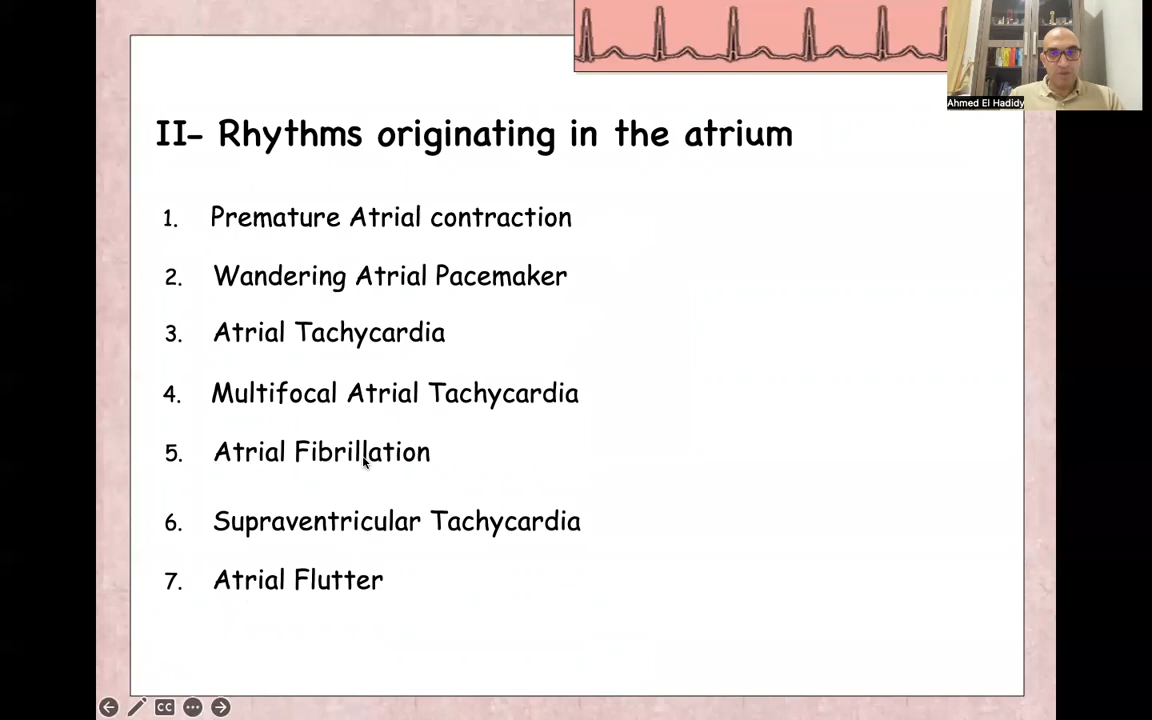 Ahmed El Hadidy
II- Rhythms originating in the atrium
1. Premature Atrial contraction
2. Wandering Atrial Pacemaker
3. Atrial Tachycardia
4. Multifocal Atrial Tachycardia
5. Atrial Fibrillation
6. Supraventricular Tachycardia
7. Atrial Flutter
CC